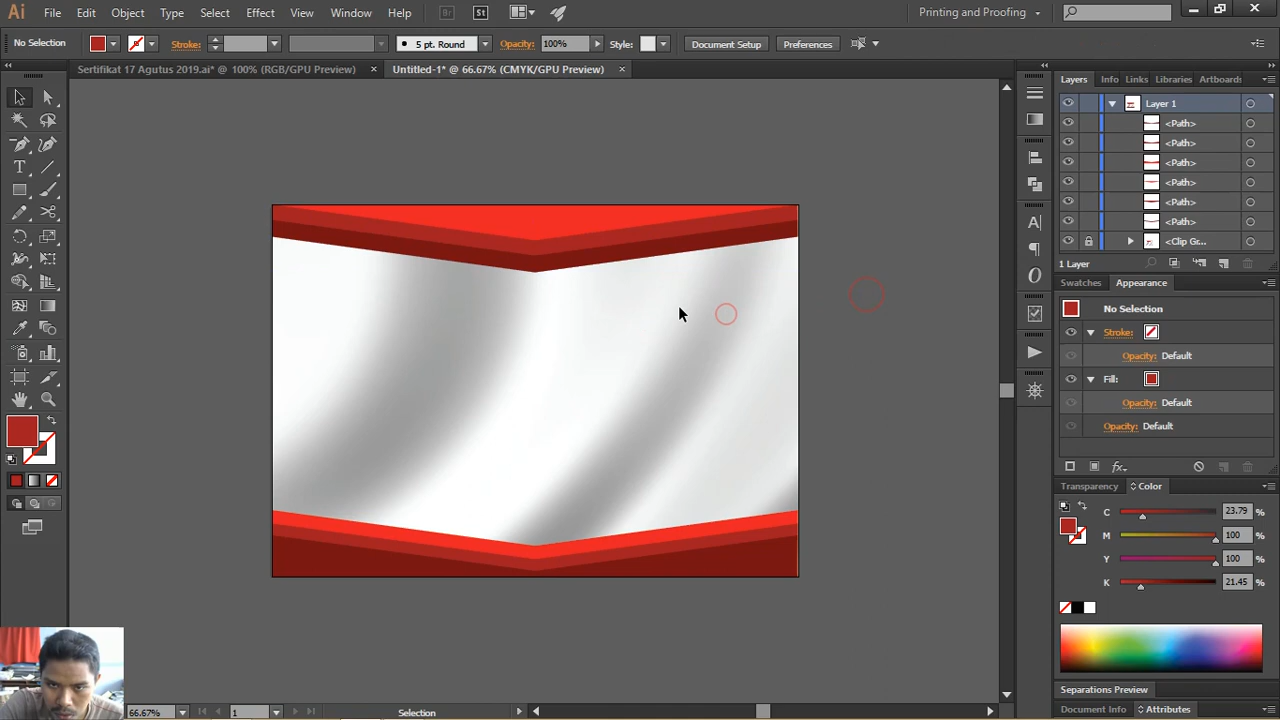 Ai File Edit Object Type Select Effect View Window Help Br St Printing and Proofing
No Selection Stroke: 5 pt. Round Opacity: 100% Style: Document Setup Preferences
Sertifikat 17 Agutus 2019.ai* @ 100% (RGB/GPU Preview) × Untitled-1* @ 66.67% (CMYK/GPU Preview) ×
Layers Info Links Libraries Artboards
Layer 1
<Path>
<Path>
<Path>
<Path>
<Path>
<Path>
<Clip Gr...
1 Layer
Swatches Appearance
No Selection
Stroke:
Opacity: Default
Fill:
Opacity: Default
Opacity: Default
fx
Transparency Color
C 23.79 %
M 100 %
Y 100 %
K 21.45 %
Separations Preview
Document Info Attributes
66.67% 1 Selection